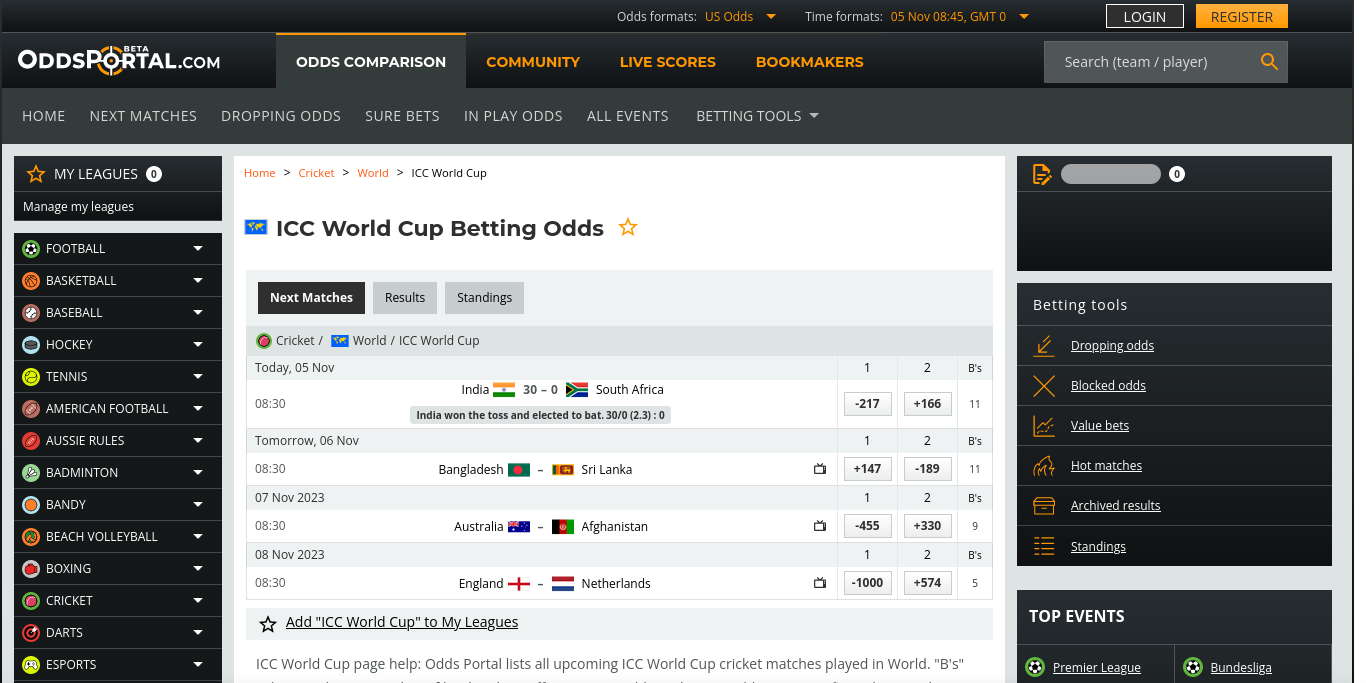 Odds formats: US Odds Time formats: 05 Nov 08:45, GMT 0 LOGIN REGISTER
ODDSPORTAL.COM BETA ODDS COMPARISON COMMUNITY LIVE SCORES BOOKMAKERS Search (team / player)
HOME NEXT MATCHES DROPPING ODDS SURE BETS IN PLAY ODDS ALL EVENTS BETTING TOOLS
MY LEAGUES 0
Manage my leagues
FOOTBALL
BASKETBALL
BASEBALL
HOCKEY
TENNIS
AMERICAN FOOTBALL
AUSSIE RULES
BADMINTON
BANDY
BEACH VOLLEYBALL
BOXING
CRICKET
DARTS
ESPORTS
Home > Cricket > World > ICC World Cup
ICC World Cup Betting Odds
Next Matches Results Standings
Cricket / World / ICC World Cup
Today, 05 Nov 1 2 B's
08:30 India 30 – 0 South Africa -217 +166 11
India won the toss and elected to bat. 30/0 (2.3) : 0
Tomorrow, 06 Nov 1 2 B's
08:30 Bangladesh – Sri Lanka +147 -189 11
07 Nov 2023 1 2 B's
08:30 Australia – Afghanistan -455 +330 9
08 Nov 2023 1 2 B's
08:30 England – Netherlands -1000 +574 5
Add "ICC World Cup" to My Leagues
ICC World Cup page help: Odds Portal lists all upcoming ICC World Cup cricket matches played in World. "B's"
0
Betting tools
Dropping odds
Blocked odds
Value bets
Hot matches
Archived results
Standings
TOP EVENTS
Premier League Bundesliga